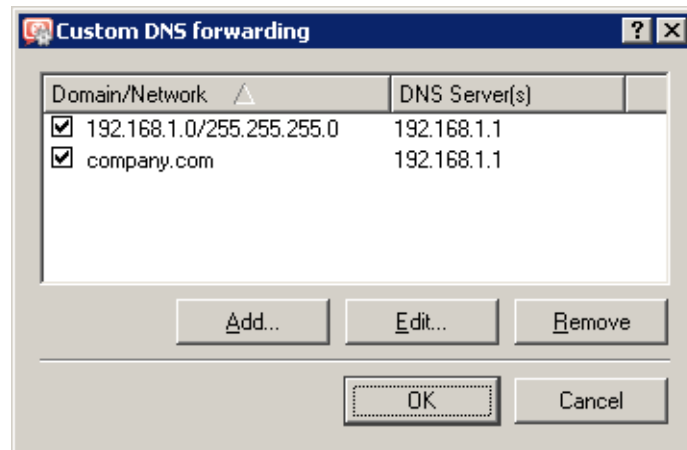 Custom DNS forwarding
Domain/Network DNS Server(s)
192.168.1.0/255.255.255.0 192.168.1.1
company.com 192.168.1.1
Add... Edit... Remove
OK Cancel